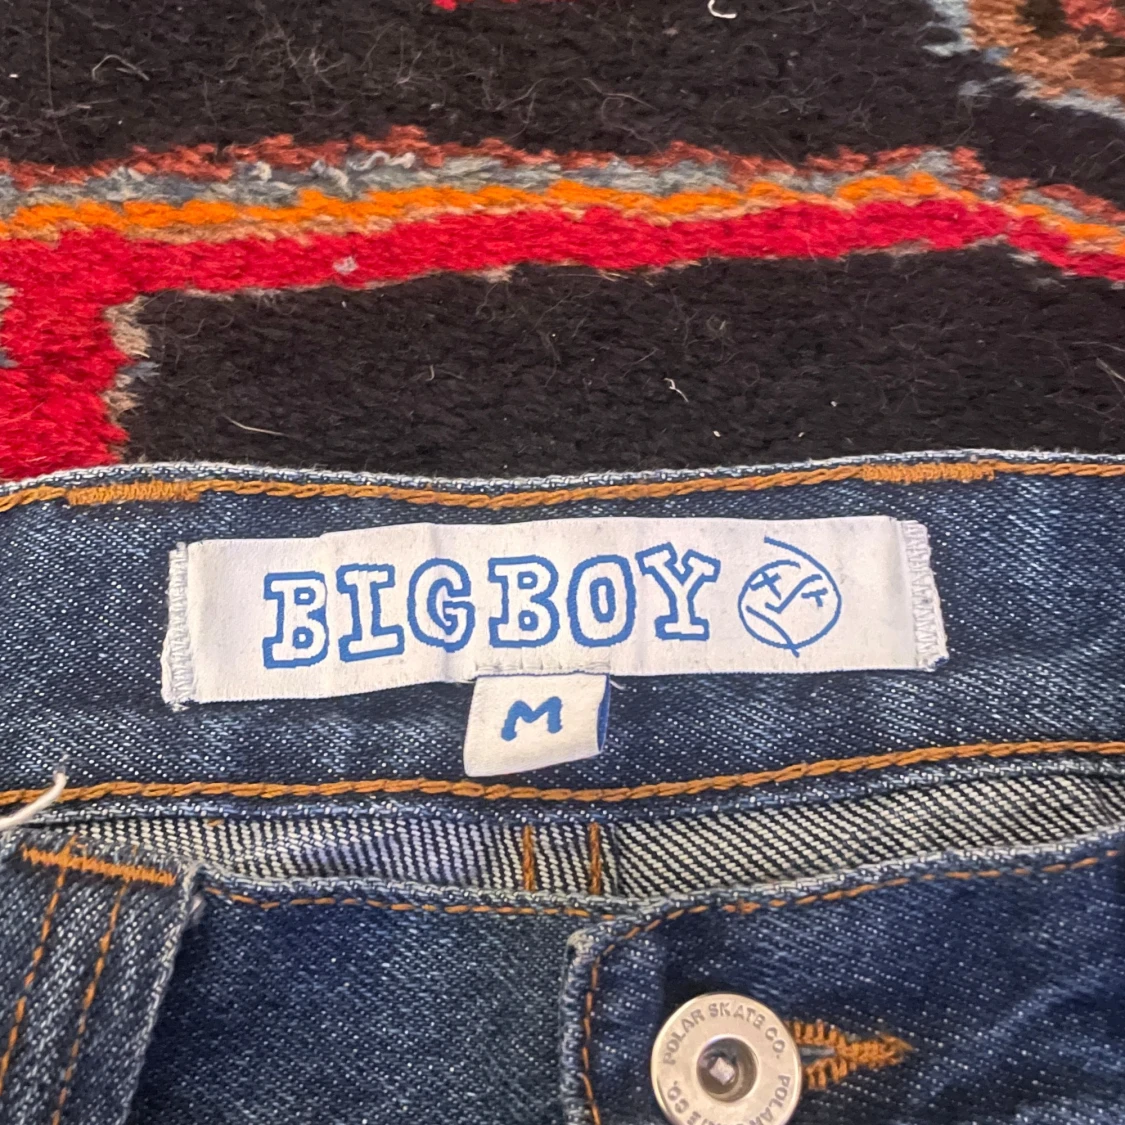 BIGBOY
M
POLAR SKATE CO.